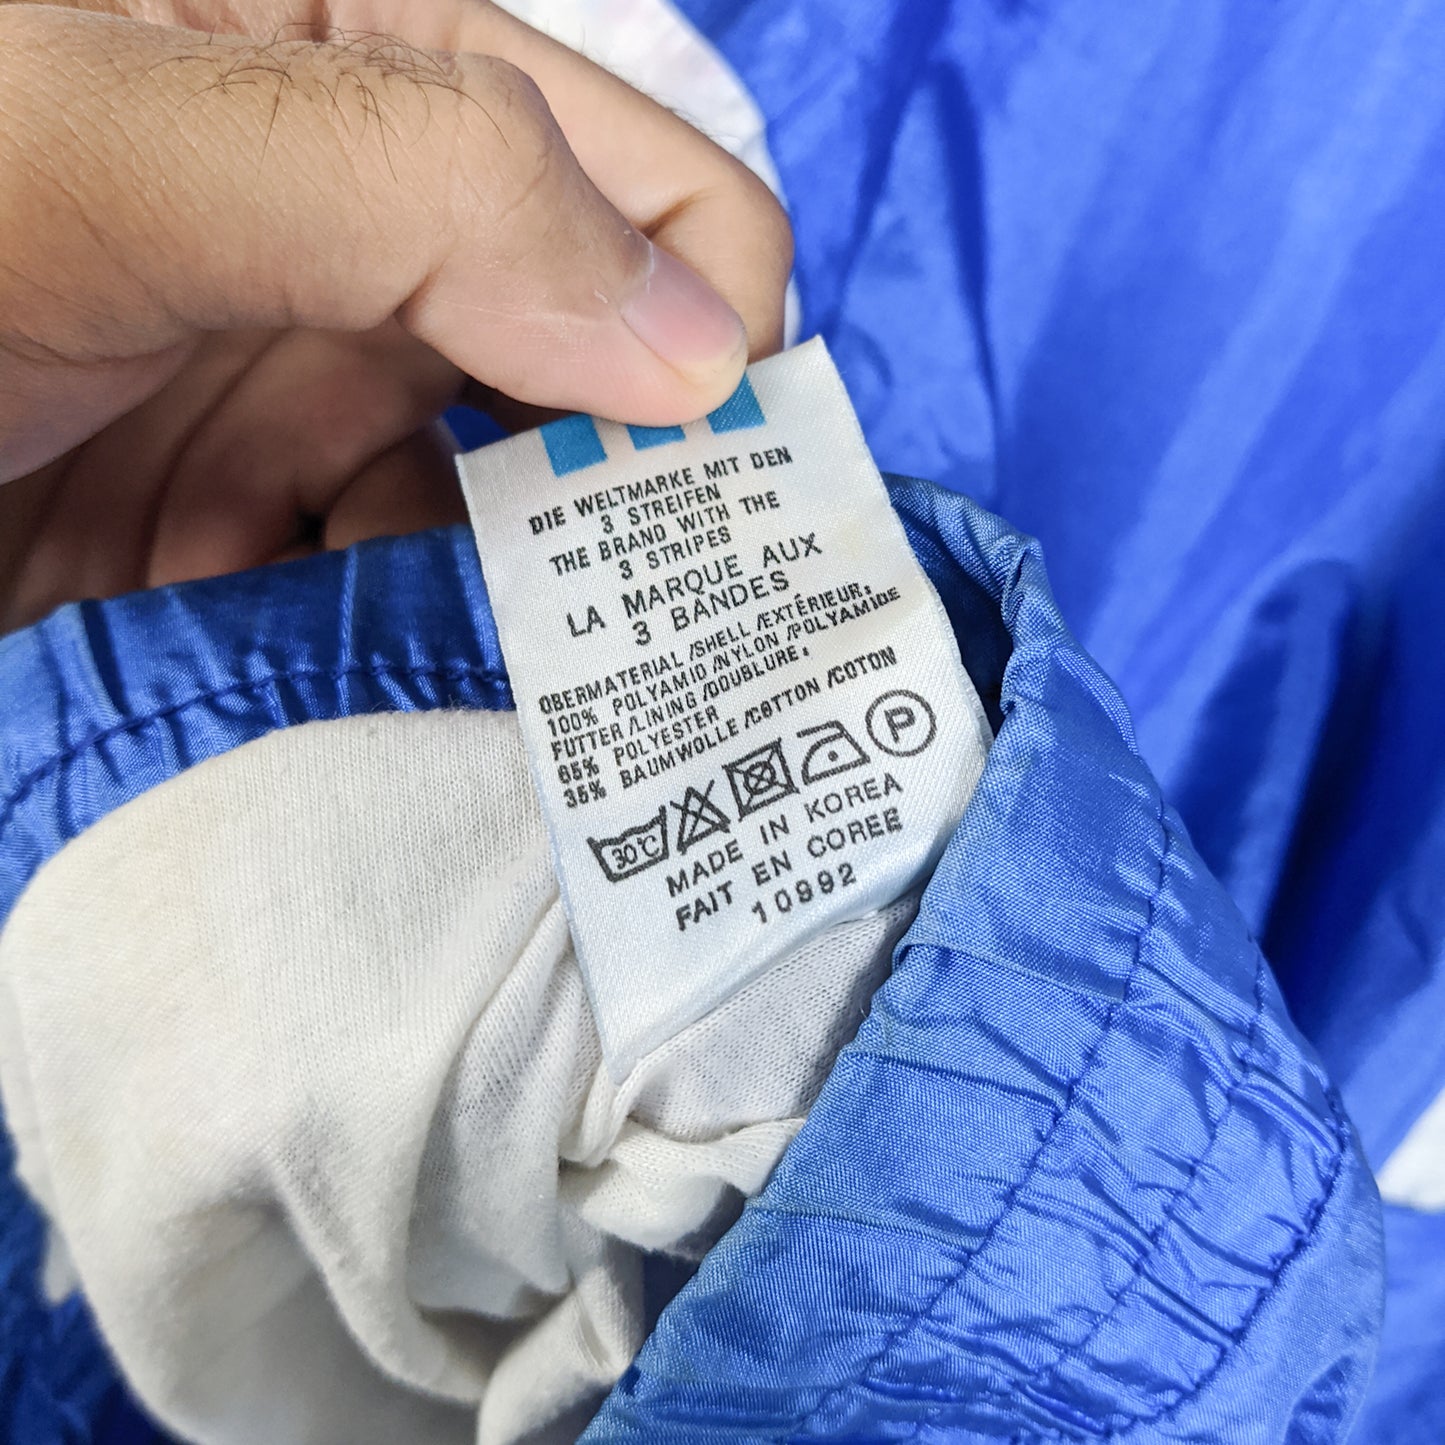 DIE WELTMARKE MIT DEN
3 STREIFEN
THE BRAND WITH THE
3 STRIPES
LA MARQUE AUX
3 BANDES
OBERMATERIAL /SHELL /EXTÉRIEUR:
100% POLYAMID /NYLON /POLYAMIDE
FUTTER /LINING /DOUBLURE:
65% POLYESTER
35% BAUMWOLLE /COTTON /COTON
30°C P
MADE IN KOREA
FAIT EN COREE
10992